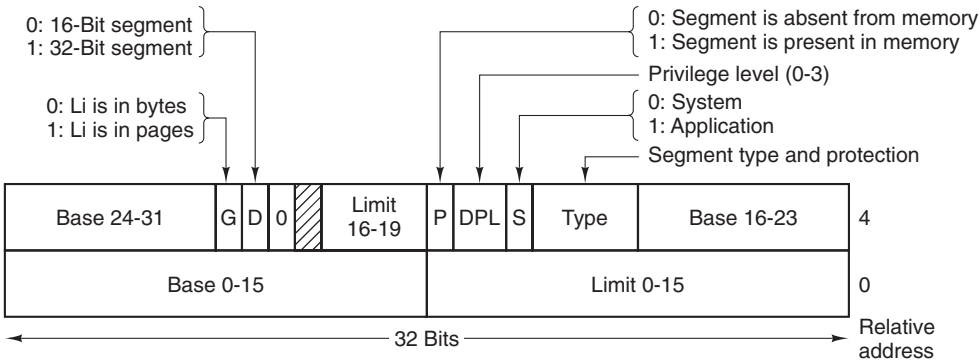 0: 16-Bit segment
1: 32-Bit segment
0: Li is in bytes
1: Li is in pages
0: Segment is absent from memory
1: Segment is present in memory
Privilege level (0-3)
0: System
1: Application
Segment type and protection
Base 24-31 G D 0 Limit 16-19 P DPL S Type Base 16-23 4
Base 0-15 Limit 0-15 0
32 Bits
Relative
address